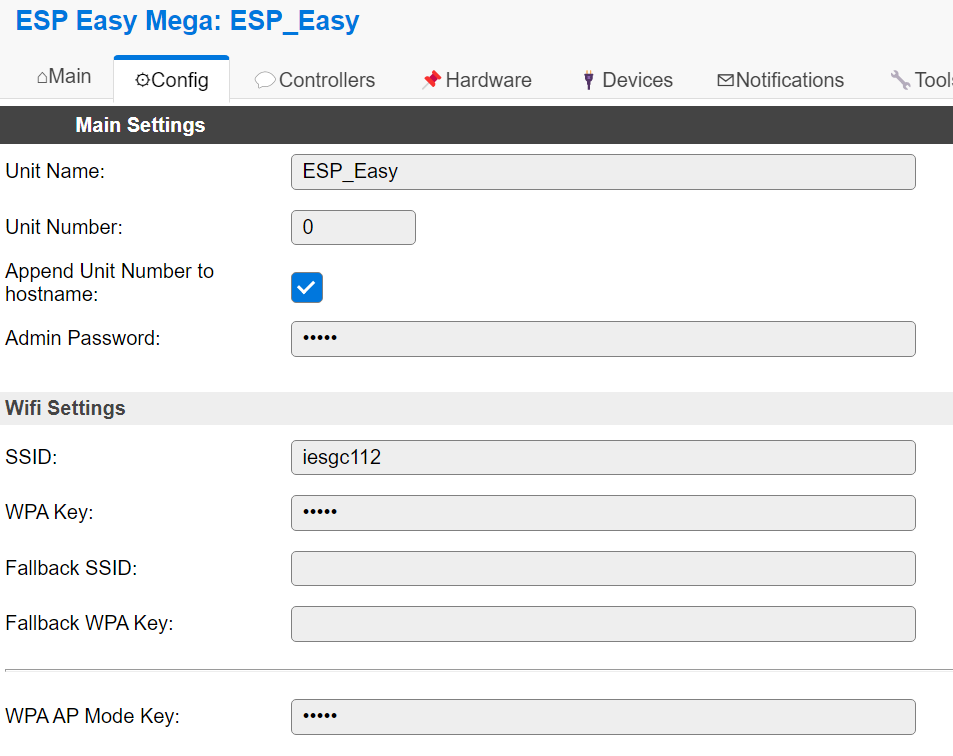 ESP Easy Mega: ESP_Easy
Main Config Controllers Hardware Devices Notifications
Main Settings
Unit Name: ESP_Easy
Unit Number: 0
Append Unit Number to
hostname:
Admin Password: •••••
Wifi Settings
SSID: iesgc112
WPA Key: •••••
Fallback SSID:
Fallback WPA Key:
WPA AP Mode Key: •••••